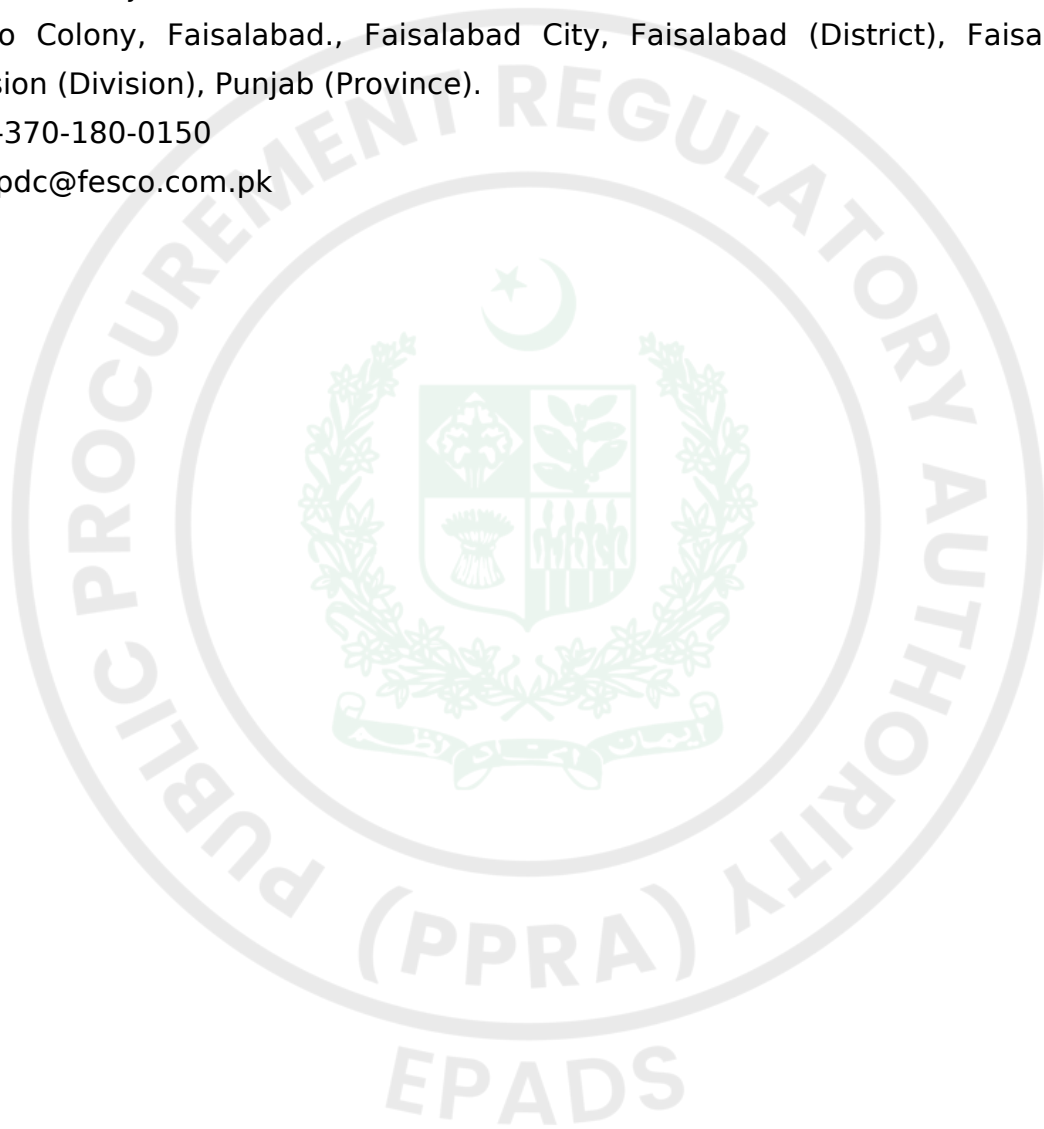 o Colony, Faisalabad., Faisalabad City, Faisalabad (District), Faisa
sion (Division), Punjab (Province).
-370-180-0150
pdc@fesco.com.pk
PUBLIC PROCUREMENT REGULATORY AUTHORITY
(PPRA)
EPADS